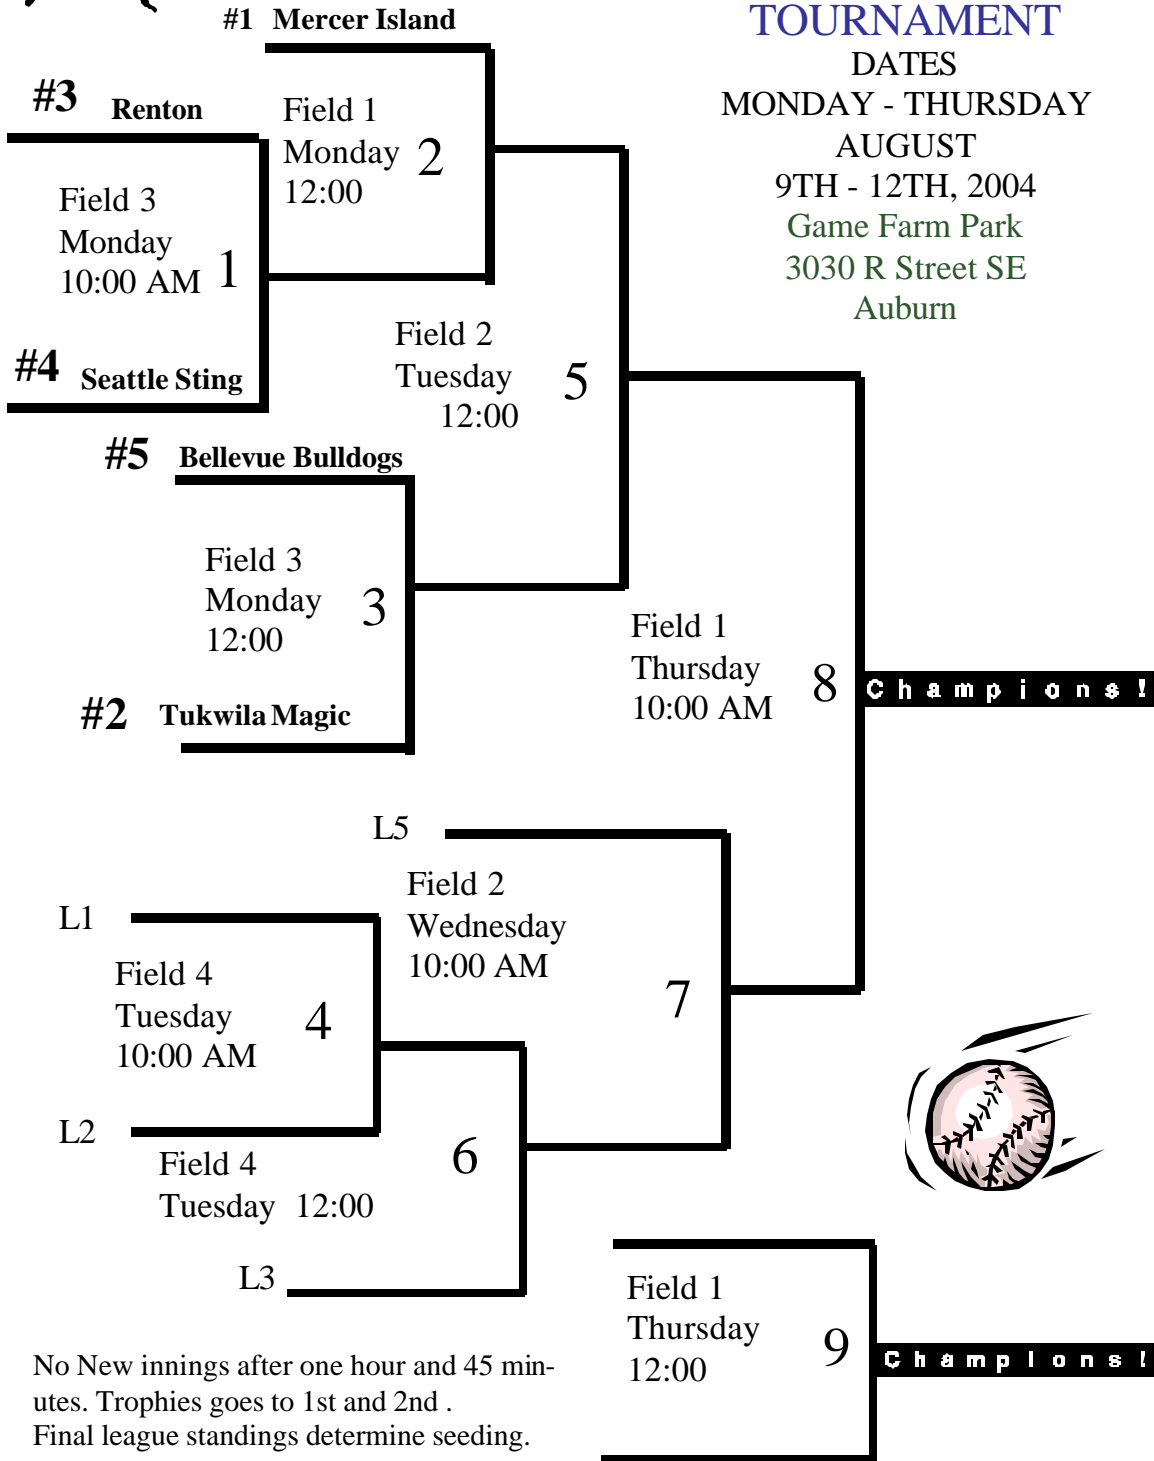 #1 Mercer Island
TOURNAMENT
DATES
MONDAY - THURSDAY
AUGUST
9TH - 12TH, 2004
Game Farm Park
3030 R Street SE
Auburn
#3 Renton
Field 1
Monday
12:00
2
Field 3
Monday
10:00 AM
1
#4 Seattle Sting
Field 2
Tuesday
12:00
5
#5 Bellevue Bulldogs
Field 3
Monday
12:00
3
#2 Tukwila Magic
Field 1
Thursday
10:00 AM
8
Champions!
L5
Field 2
Wednesday
10:00 AM
7
L1
Field 4
Tuesday
10:00 AM
4
L2
Field 4
Tuesday 12:00
6
L3
Field 1
Thursday
12:00
9
Champions!
No New innings after one hour and 45 min-
utes. Trophies goes to 1st and 2nd .
Final league standings determine seeding.